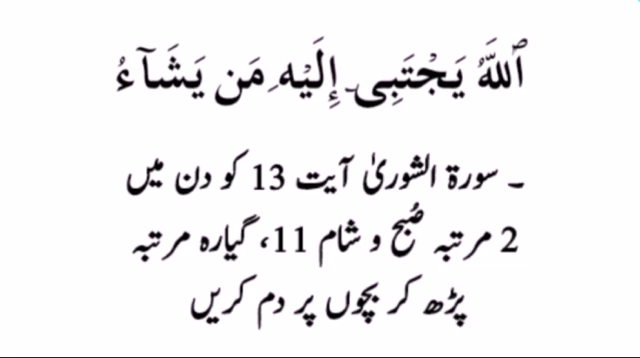 ٱللَّهُ يَجْتَبِىٓ إِلَيْهِ مَن يَشَآءُ
۔ سورۃ الشوریٰ آیت 13 کو دن میں
2 مرتبہ صُبح و شام 11، گیارہ مرتبہ
پڑھ کر بچوں پر دم کریں